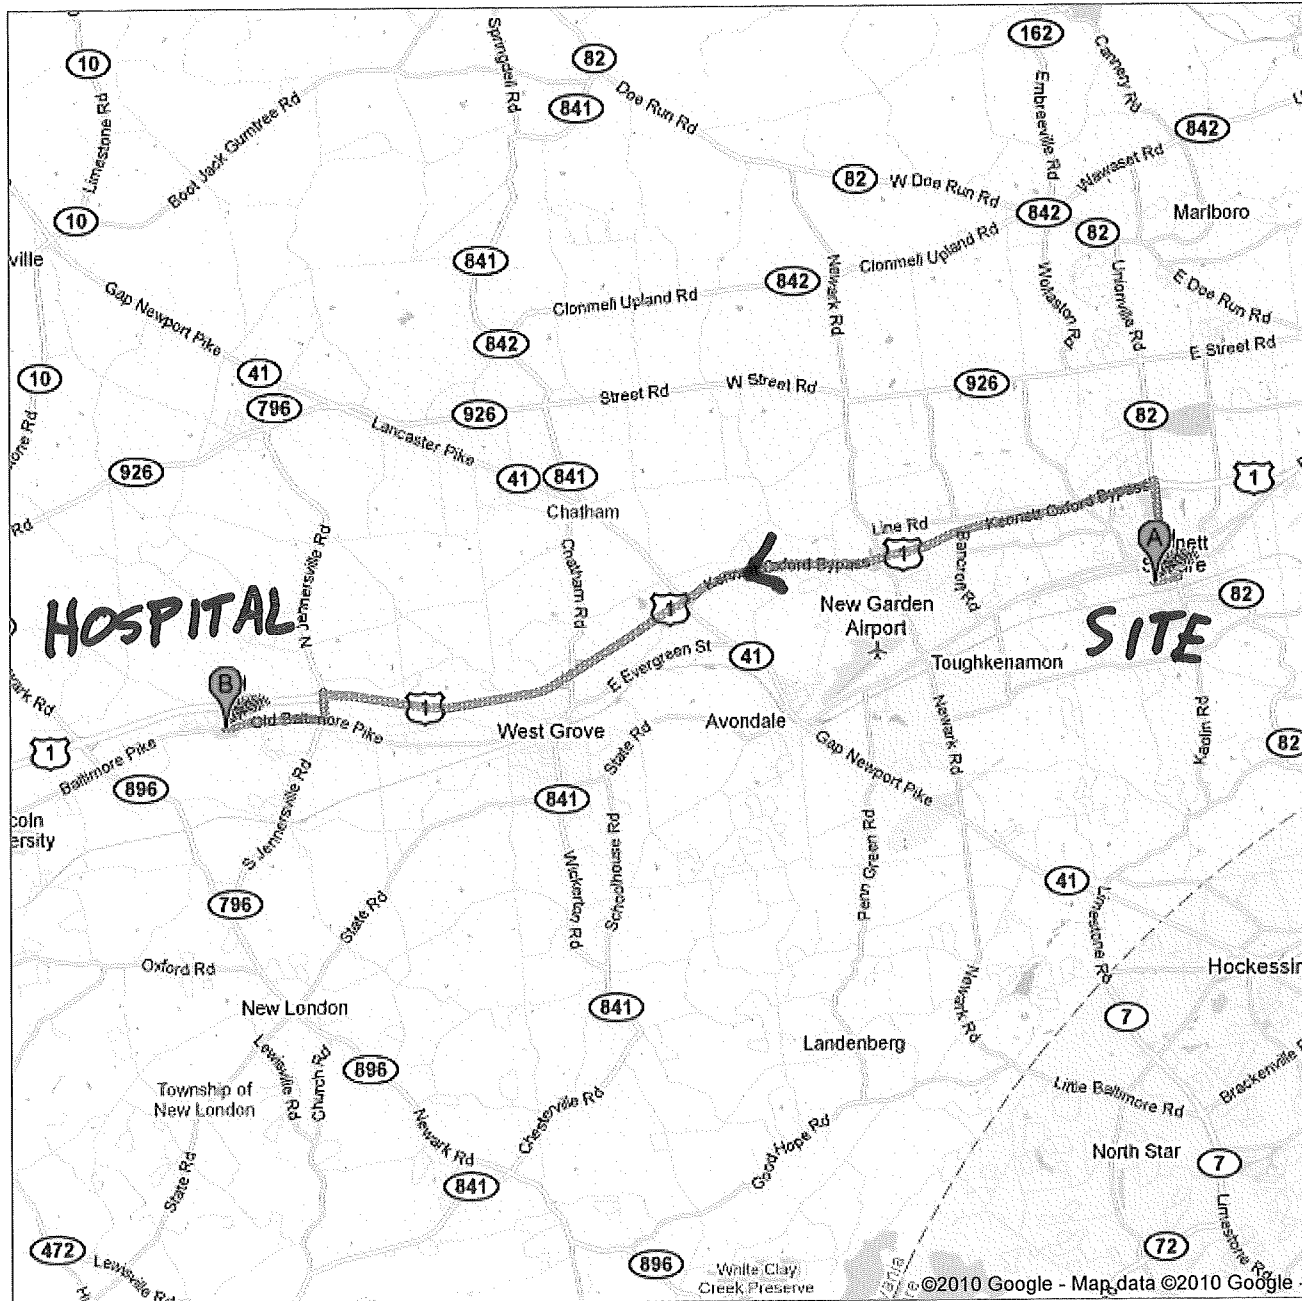 162
10
82
Springdell Rd
Cannery Rd
841
Doe Run Rd
E Embreeville Rd
842
Limestone Rd
Boot Jack Gumtree Rd
Wawaset Rd
82
W Doe Run Rd
10
842
Marlboro
82
ville
841
Clonmell Upland Rd
Newark Rd
Unionville Rd
Wollaston Rd
E Doe Run Rd
842
Gap Newport Pike
Clonmell Upland Rd
842
E Street Rd
10
41
926
W Street Rd
Street Rd
796
926
82
Lancaster Pike
926
41
841
1
Chatham
Kennett Oxford Bypass
Line Rd
Rd
N Jennersville Rd
Chatham Rd
1
Bancroft Rd
A
nett
Oxford Bypass
82
HOSPITAL
1
New Garden
Airport
SITE
41
E Evergreen St
Toughkenamon
B
Old Baltimore Pike
1
West Grove
Avondale
Newark Rd
Kaolin Rd
1
Baltimore Pike
State Rd
Gap Newport Pike
82
896
841
coln
ersity
S Jennersville Rd
Wickerton Rd
Schoolhouse Rd
Penn Green Rd
41
796
State Rd
Limestone Rd
Oxford Rd
Hockessin
New London
841
Newark Rd
7
Landenberg
Lewisville Rd
Church Rd
896
Township of
New London
Little Baltimore Rd
Chesterville Rd
Newark Rd
Good Hope Rd
North Star
7
State Rd
841
Limestone Rd
472
72
Lewisville Rd
896
White Clay
Creek Preserve
©2010 Google - Map data ©2010 Google -